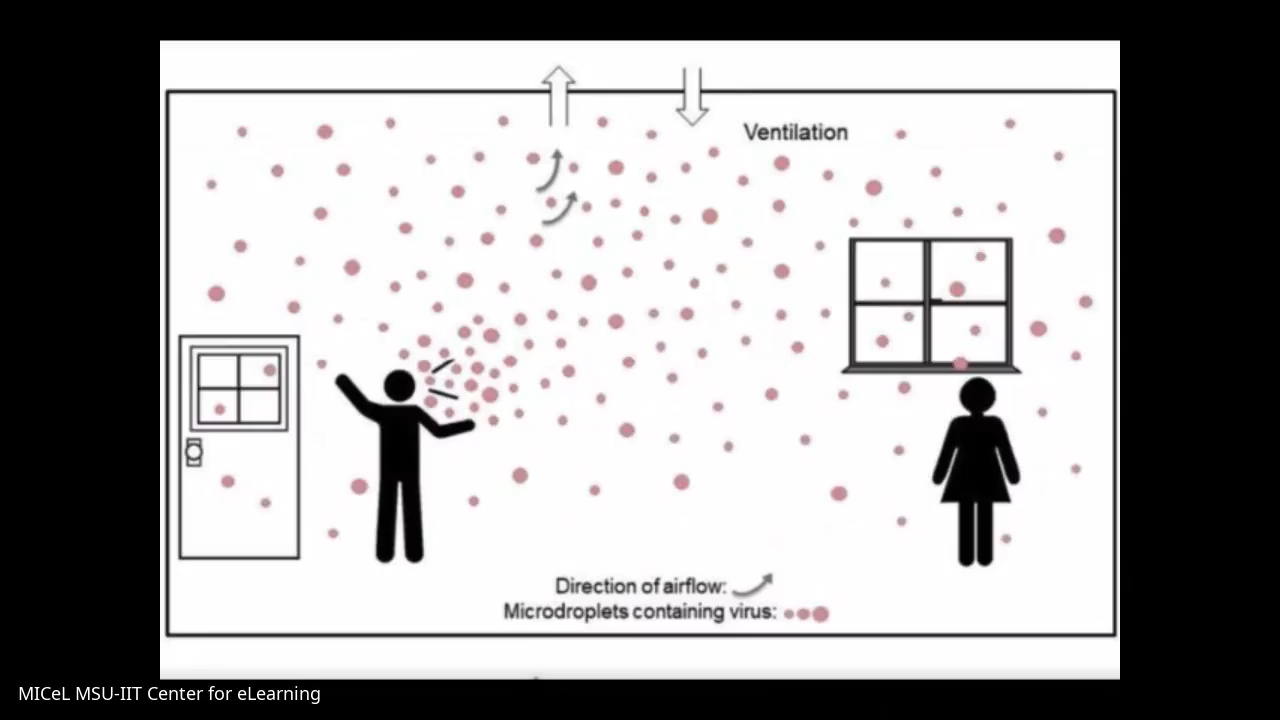 Ventilation
Direction of airflow:
Microdroplets containing virus:
MICeL MSU-IIT Center for eLearning